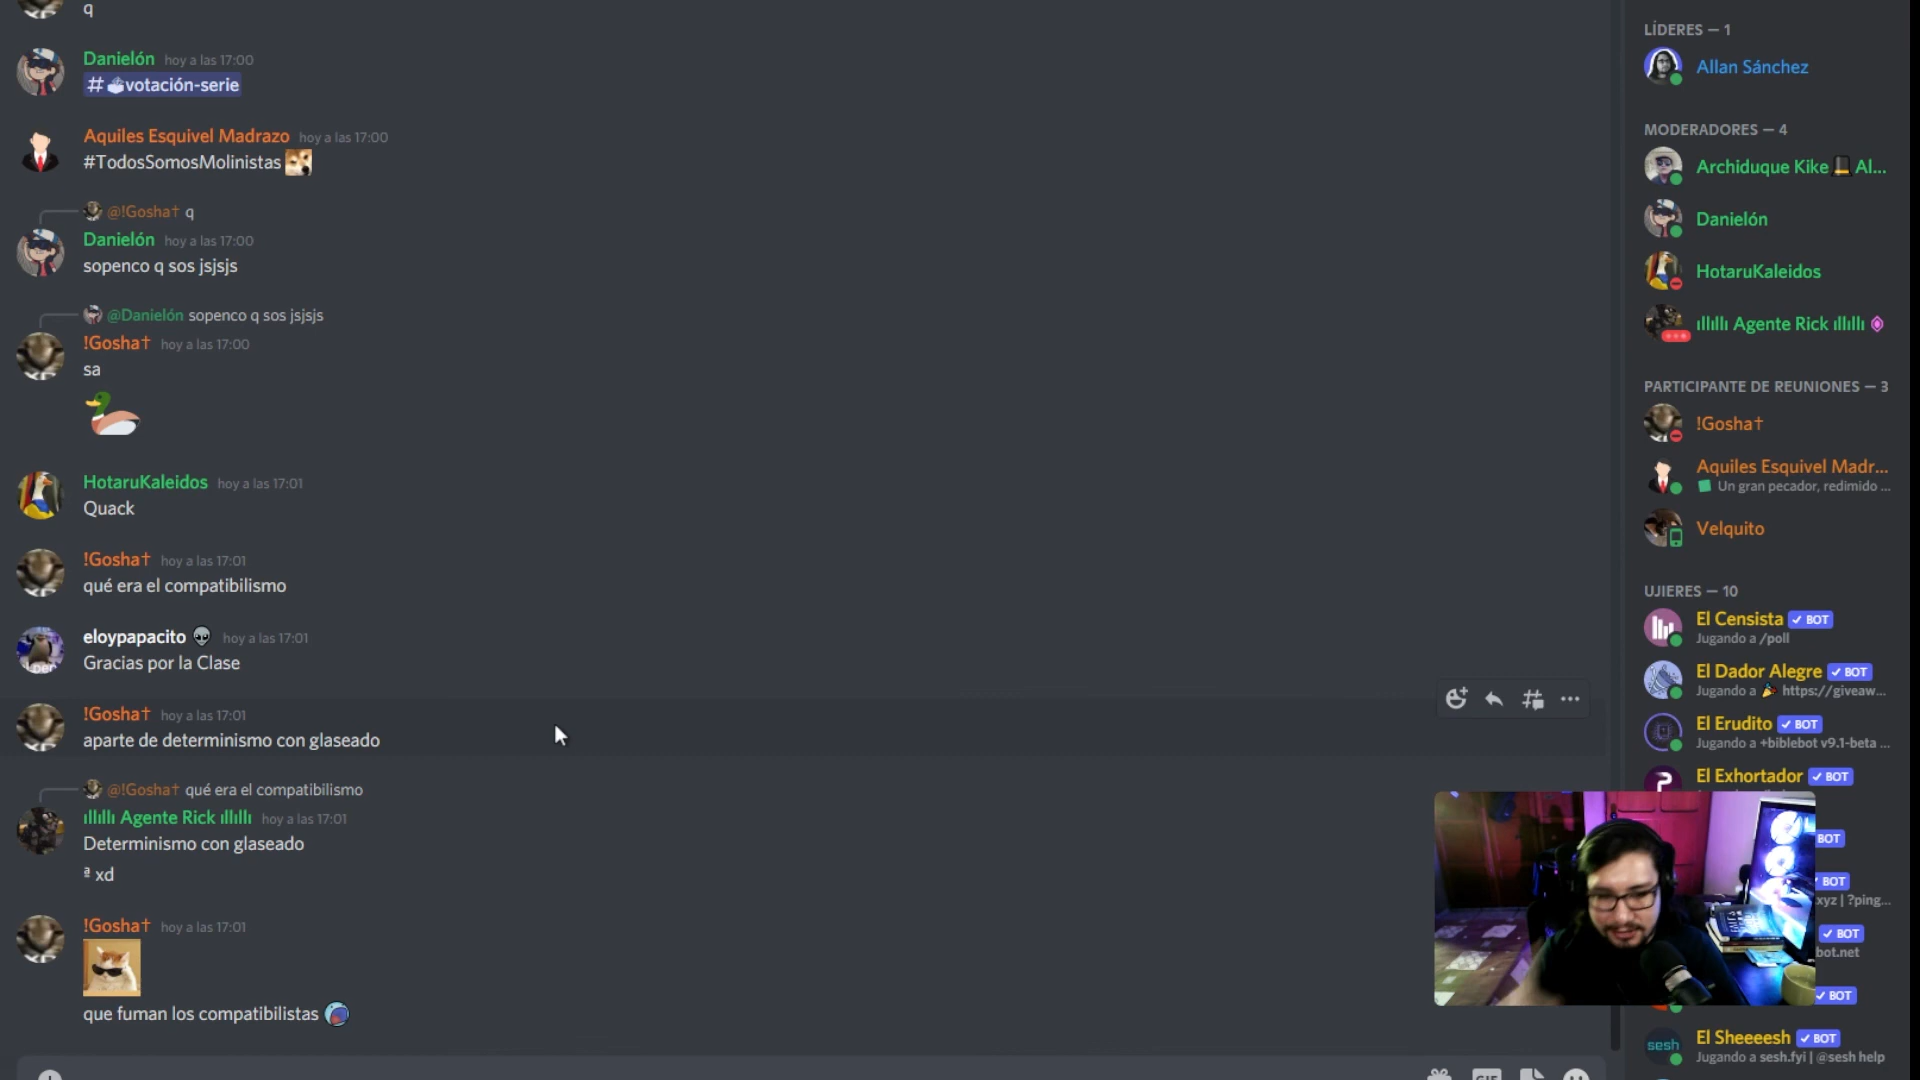 q
Danielón hoy a las 17:00
#votación-serie
Aquiles Esquivel Madrazo hoy a las 17:00
#TodosSomosMolinistas
@!Gosha† q
Danielón hoy a las 17:00
sopenco q sos jsjsjs
@Danielón sopenco q sos jsjsjs
!Gosha† hoy a las 17:00
sa
HotaruKaleidos hoy a las 17:01
Quack
!Gosha† hoy a las 17:01
qué era el compatibilismo
eloypapacito hoy a las 17:01
Gracias por la Clase
!Gosha† hoy a las 17:01
aparte de determinismo con glaseado
@!Gosha† qué era el compatibilismo
ıllıllı Agente Rick ıllıllı hoy a las 17:01
Determinismo con glaseado
ª xd
!Gosha† hoy a las 17:01
que fuman los compatibilistas
GIF
LÍDERES — 1
Allan Sánchez
MODERADORES — 4
Archiduque Kike Al...
Danielón
HotaruKaleidos
ıllıllı Agente Rick ıllıllı
PARTICIPANTE DE REUNIONES — 3
!Gosha†
Aquiles Esquivel Madr...
Un gran pecador, redimido ...
Velquito
UJIERES — 10
El Censista BOT
Jugando a /poll
El Dador Alegre BOT
Jugando a https://giveaw...
El Erudito BOT
Jugando a +biblebot v9.1-beta ...
El Exhortador BOT
BOT
BOT
xyz | ?ping...
BOT
bot.net
BOT
sesh
El Sheeeesh BOT
Jugando a sesh.fyi | @sesh help